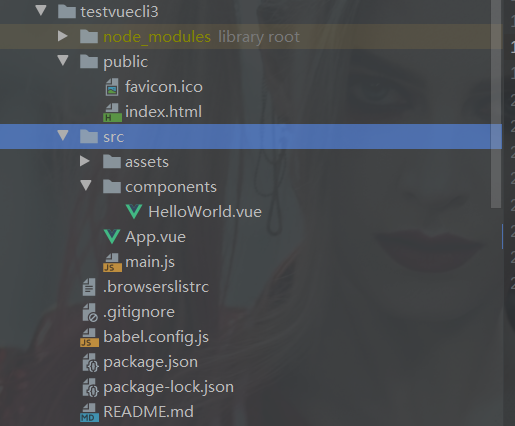 testvuecli3
node_modules library root
public
favicon.ico
index.html
src
assets
components
HelloWorld.vue
App.vue
main.js
.browserslistrc
.gitignore
babel.config.js
package.json
package-lock.json
README.md